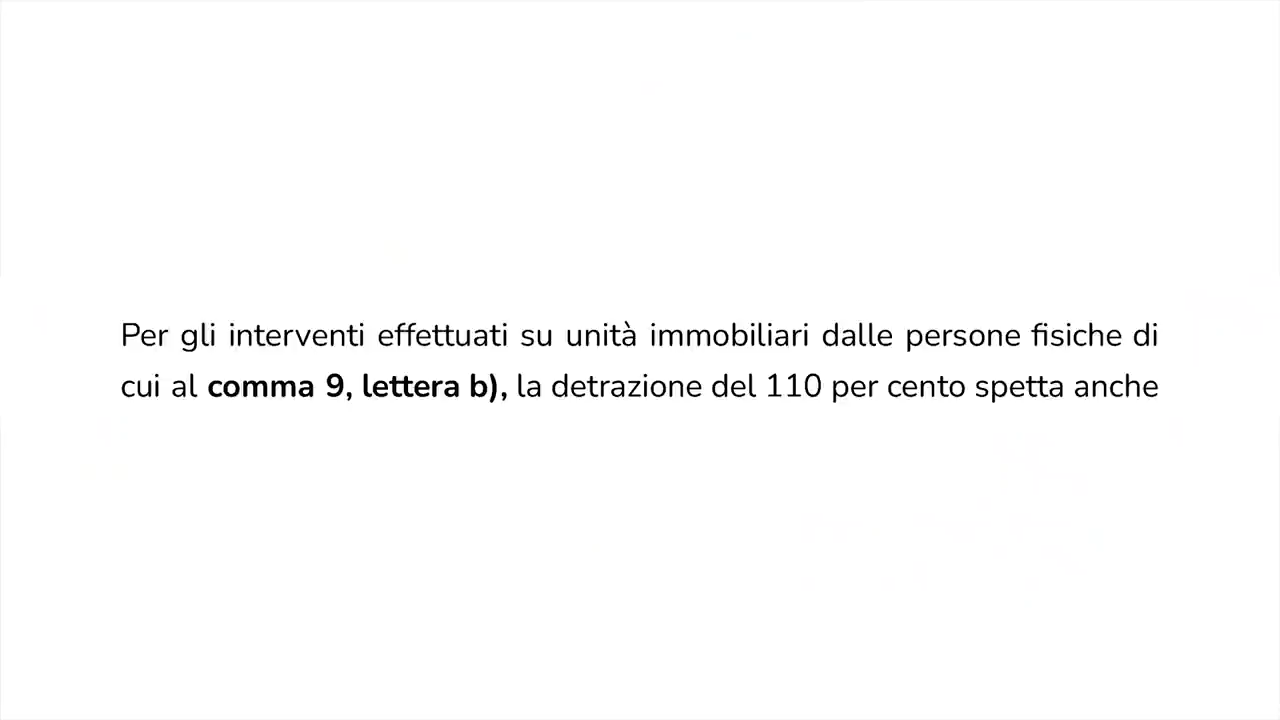 Per gli interventi effettuati su unità immobiliari dalle persone fisiche di
cui al comma 9, lettera b), la detrazione del 110 per cento spetta anche